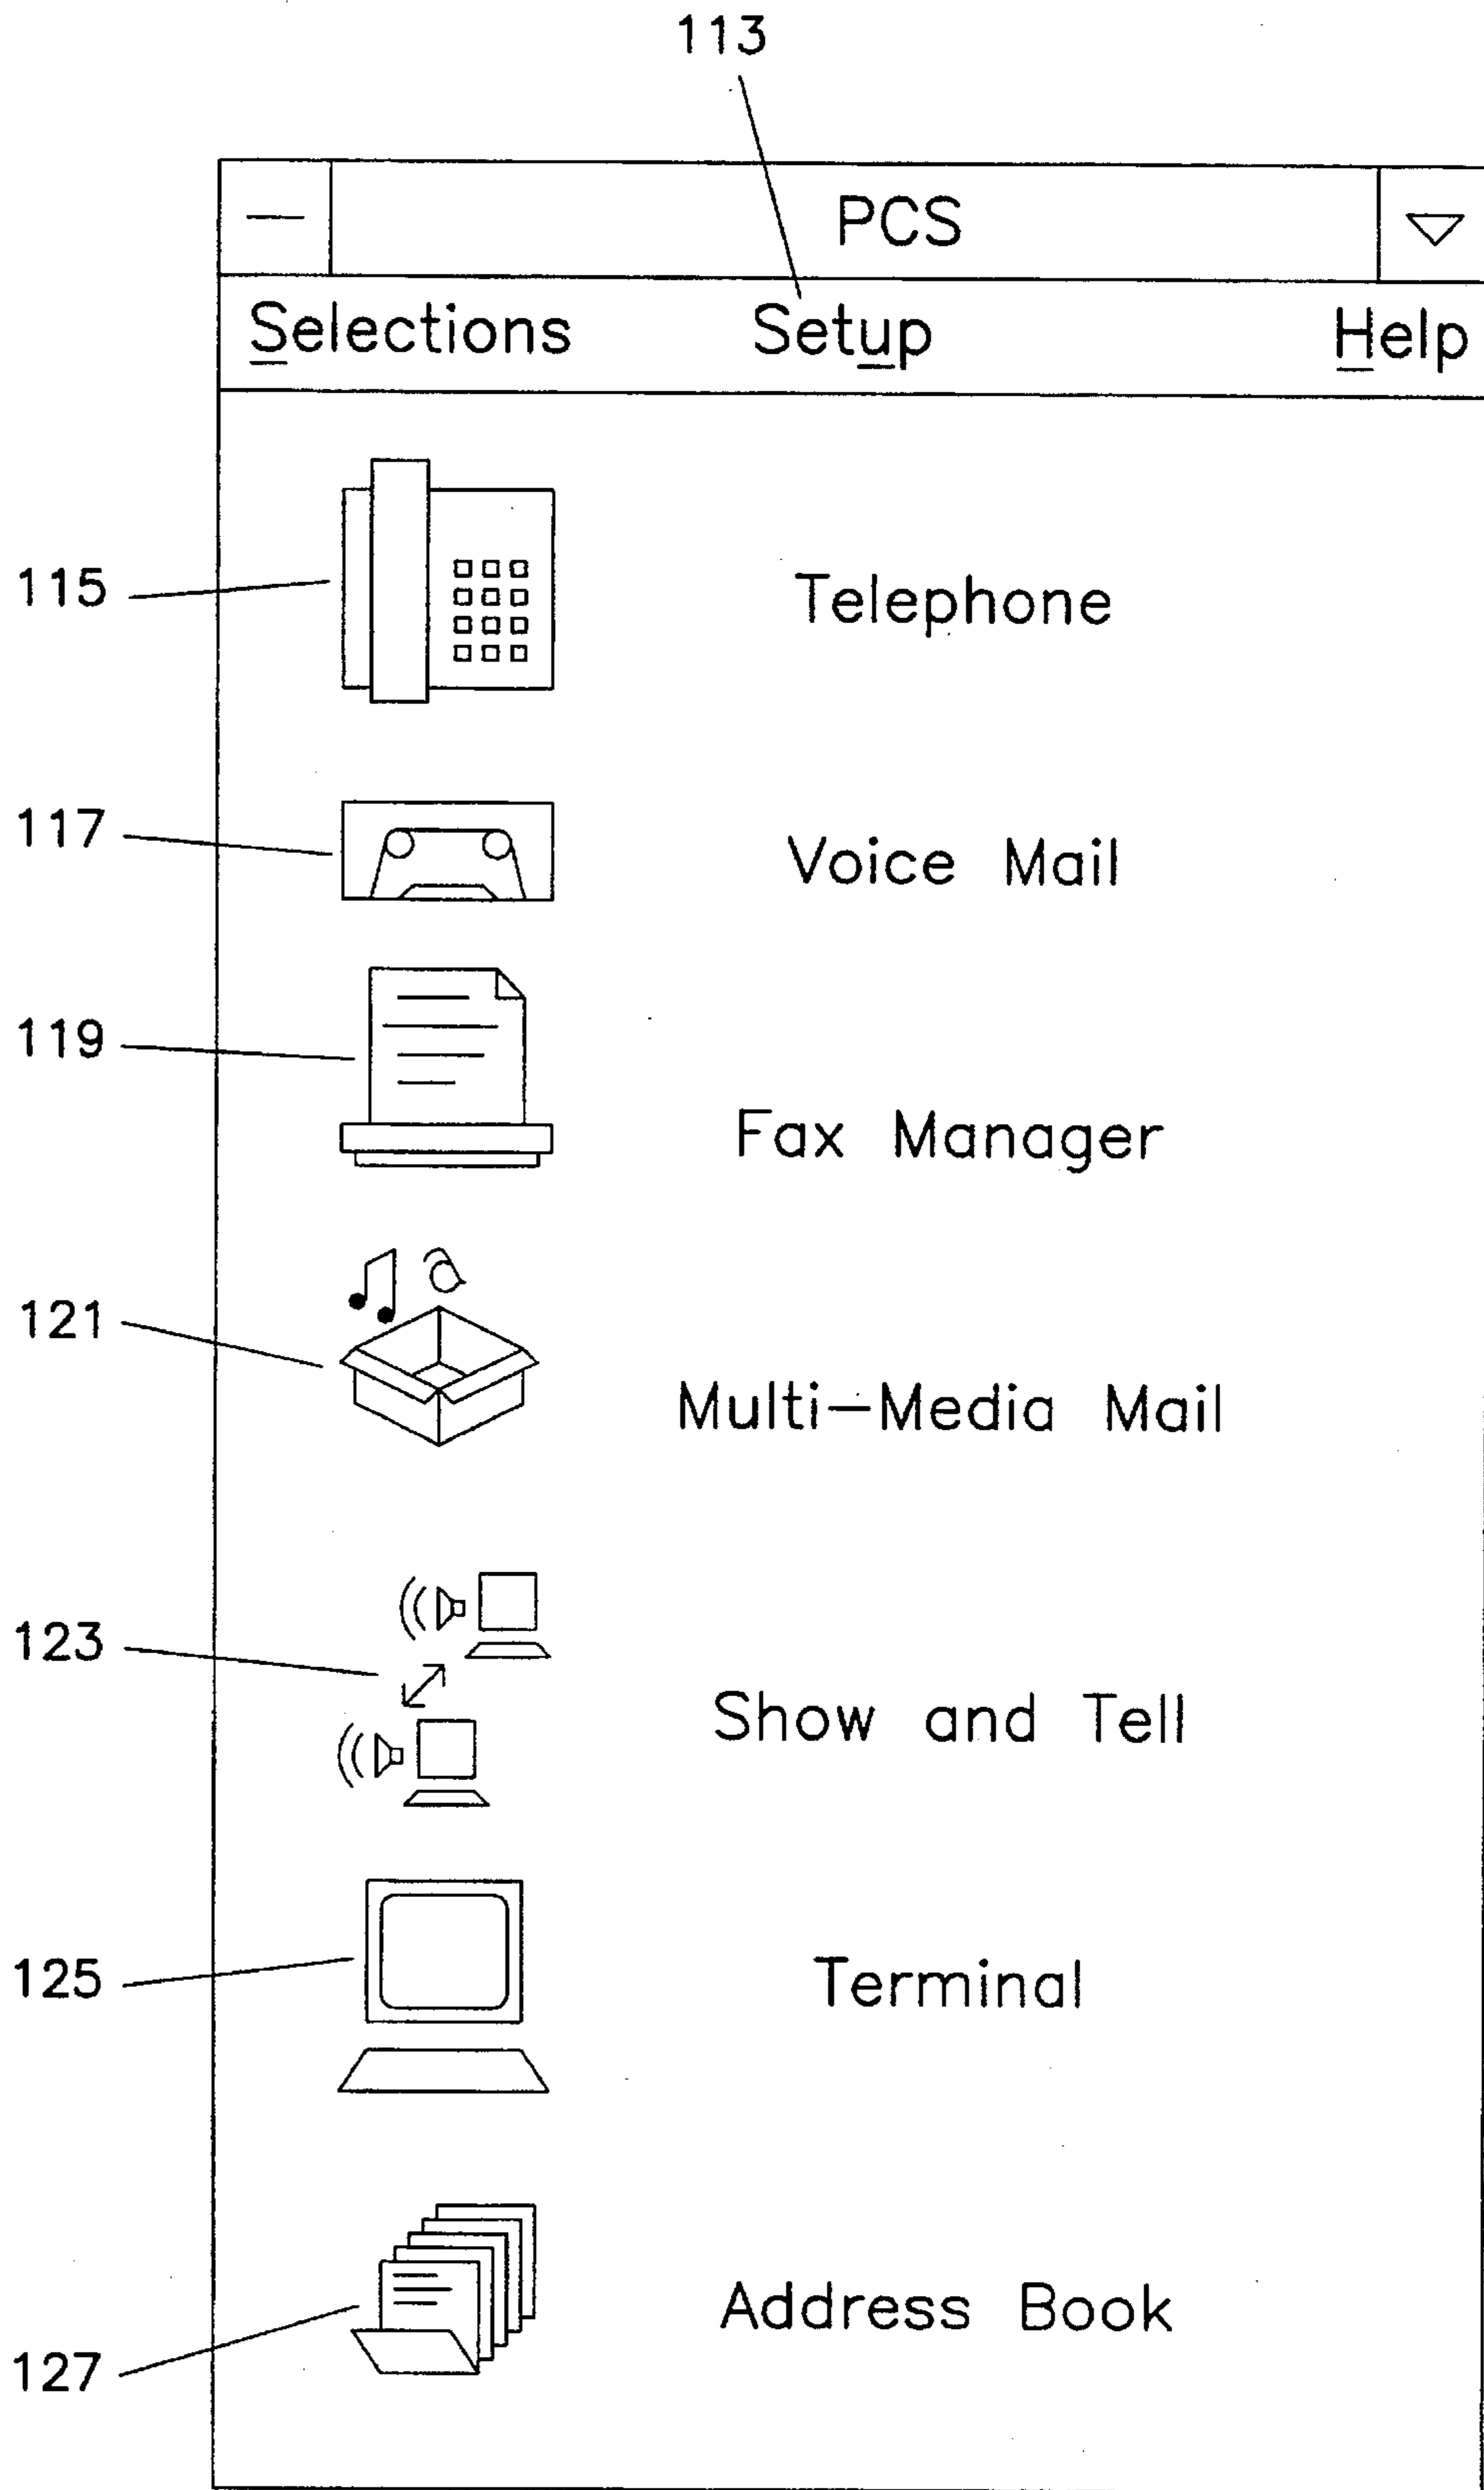 113
PCS
Selections Setup Help
115 Telephone
117 Voice Mail
119 Fax Manager
121 Multi-Media Mail
123 Show and Tell
125 Terminal
127 Address Book